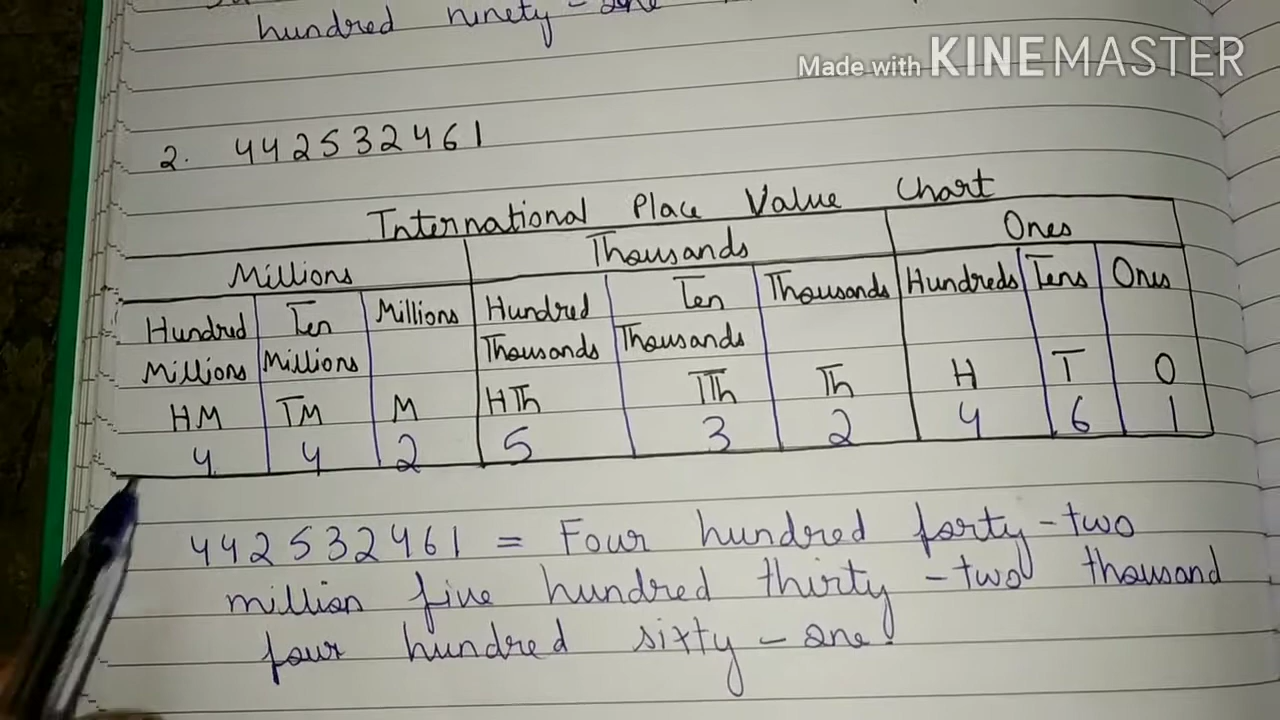 hundred ninety-one
Made with KINEMASTER
2. 442532461
International Place Value Chart
Millions Thousands Ones
Hundred Ten Millions Hundred Ten Thousands Hundreds Tens Ones
Millions Millions Thousands Thousands
HM TM M HTh TTh Th H T O
4 4 2 5 3 2 4 6 1
442532461 = Four hundred forty-two
million five hundred thirty-two thousand
four hundred sixty-one.